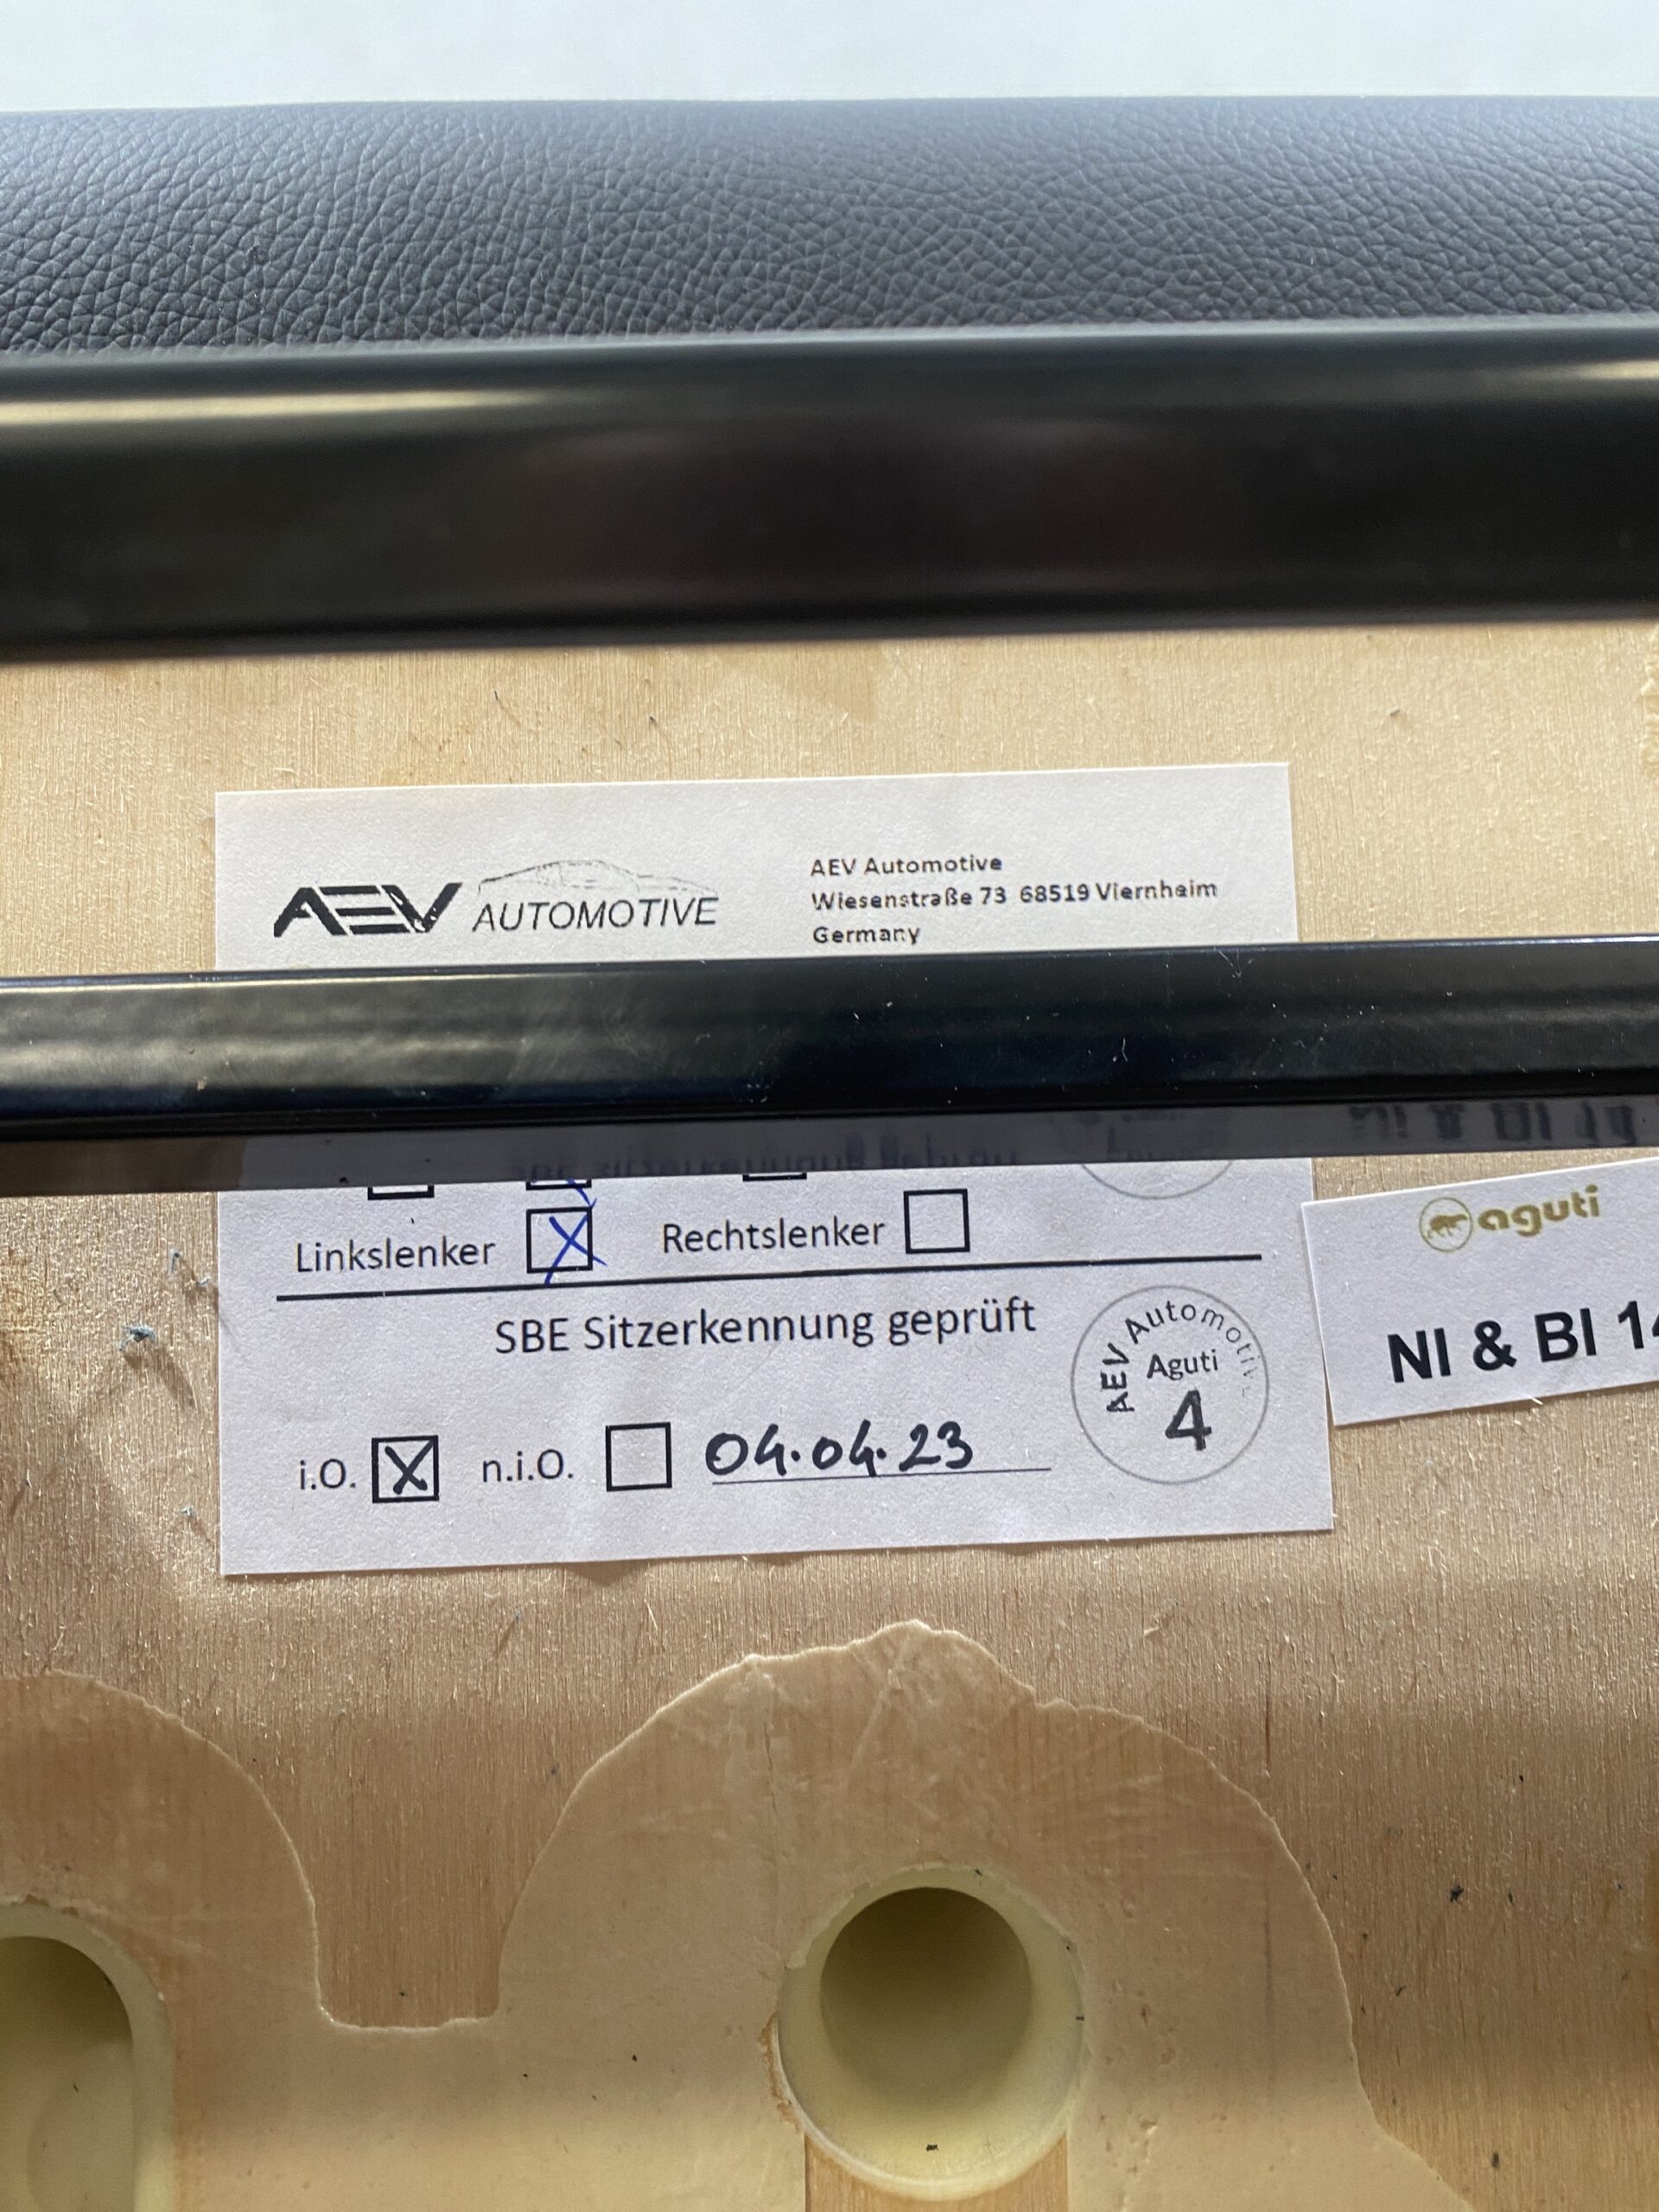 AEV AUTOMOTIVE
AEV Automotive
Wiesenstraße 73 68519 Viernheim
Germany
Linkslenker X Rechtslenker
SBE Sitzerkennung geprüft
i.O. X n.i.O. 04.04.23
AEV Automotive
Aguti
4
aguti
NI & BI